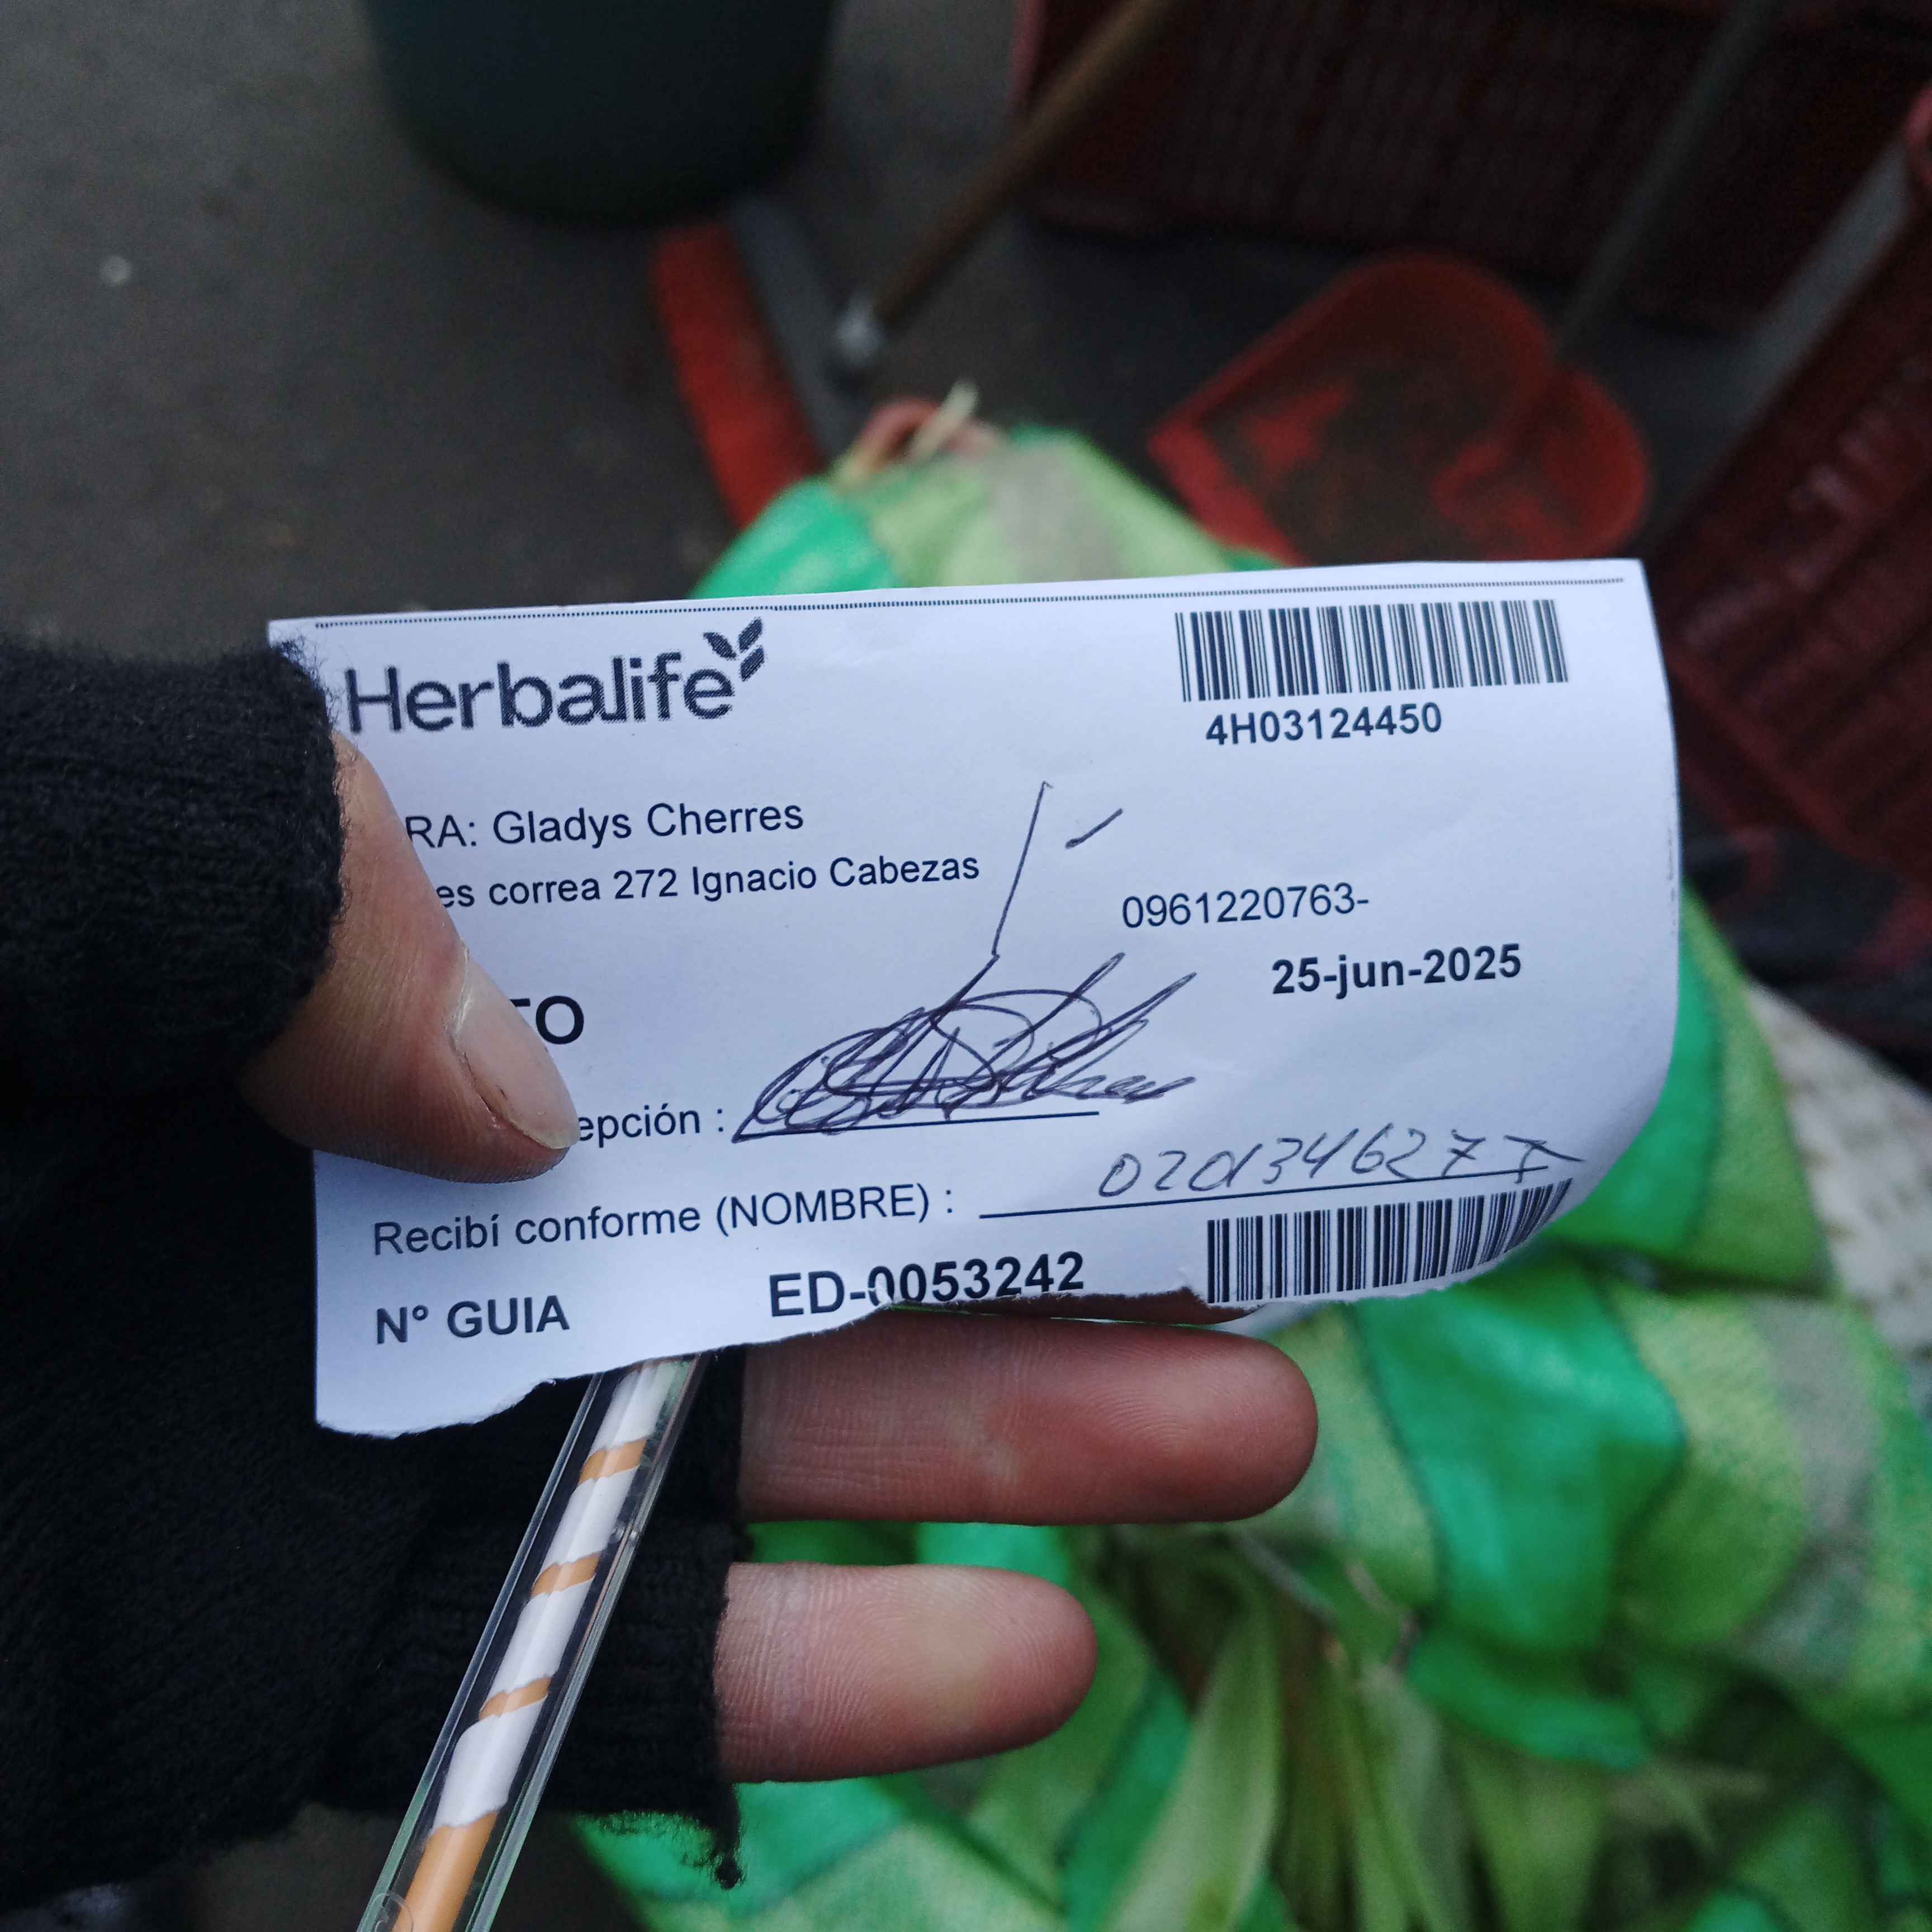 Herbalife
4H03124450
RA: Gladys Cherres
es correa 272 Ignacio Cabezas
0961220763-
25-jun-2025
TO
epción :
Recibí conforme (NOMBRE) : 0201346277
N° GUIA ED-0053242